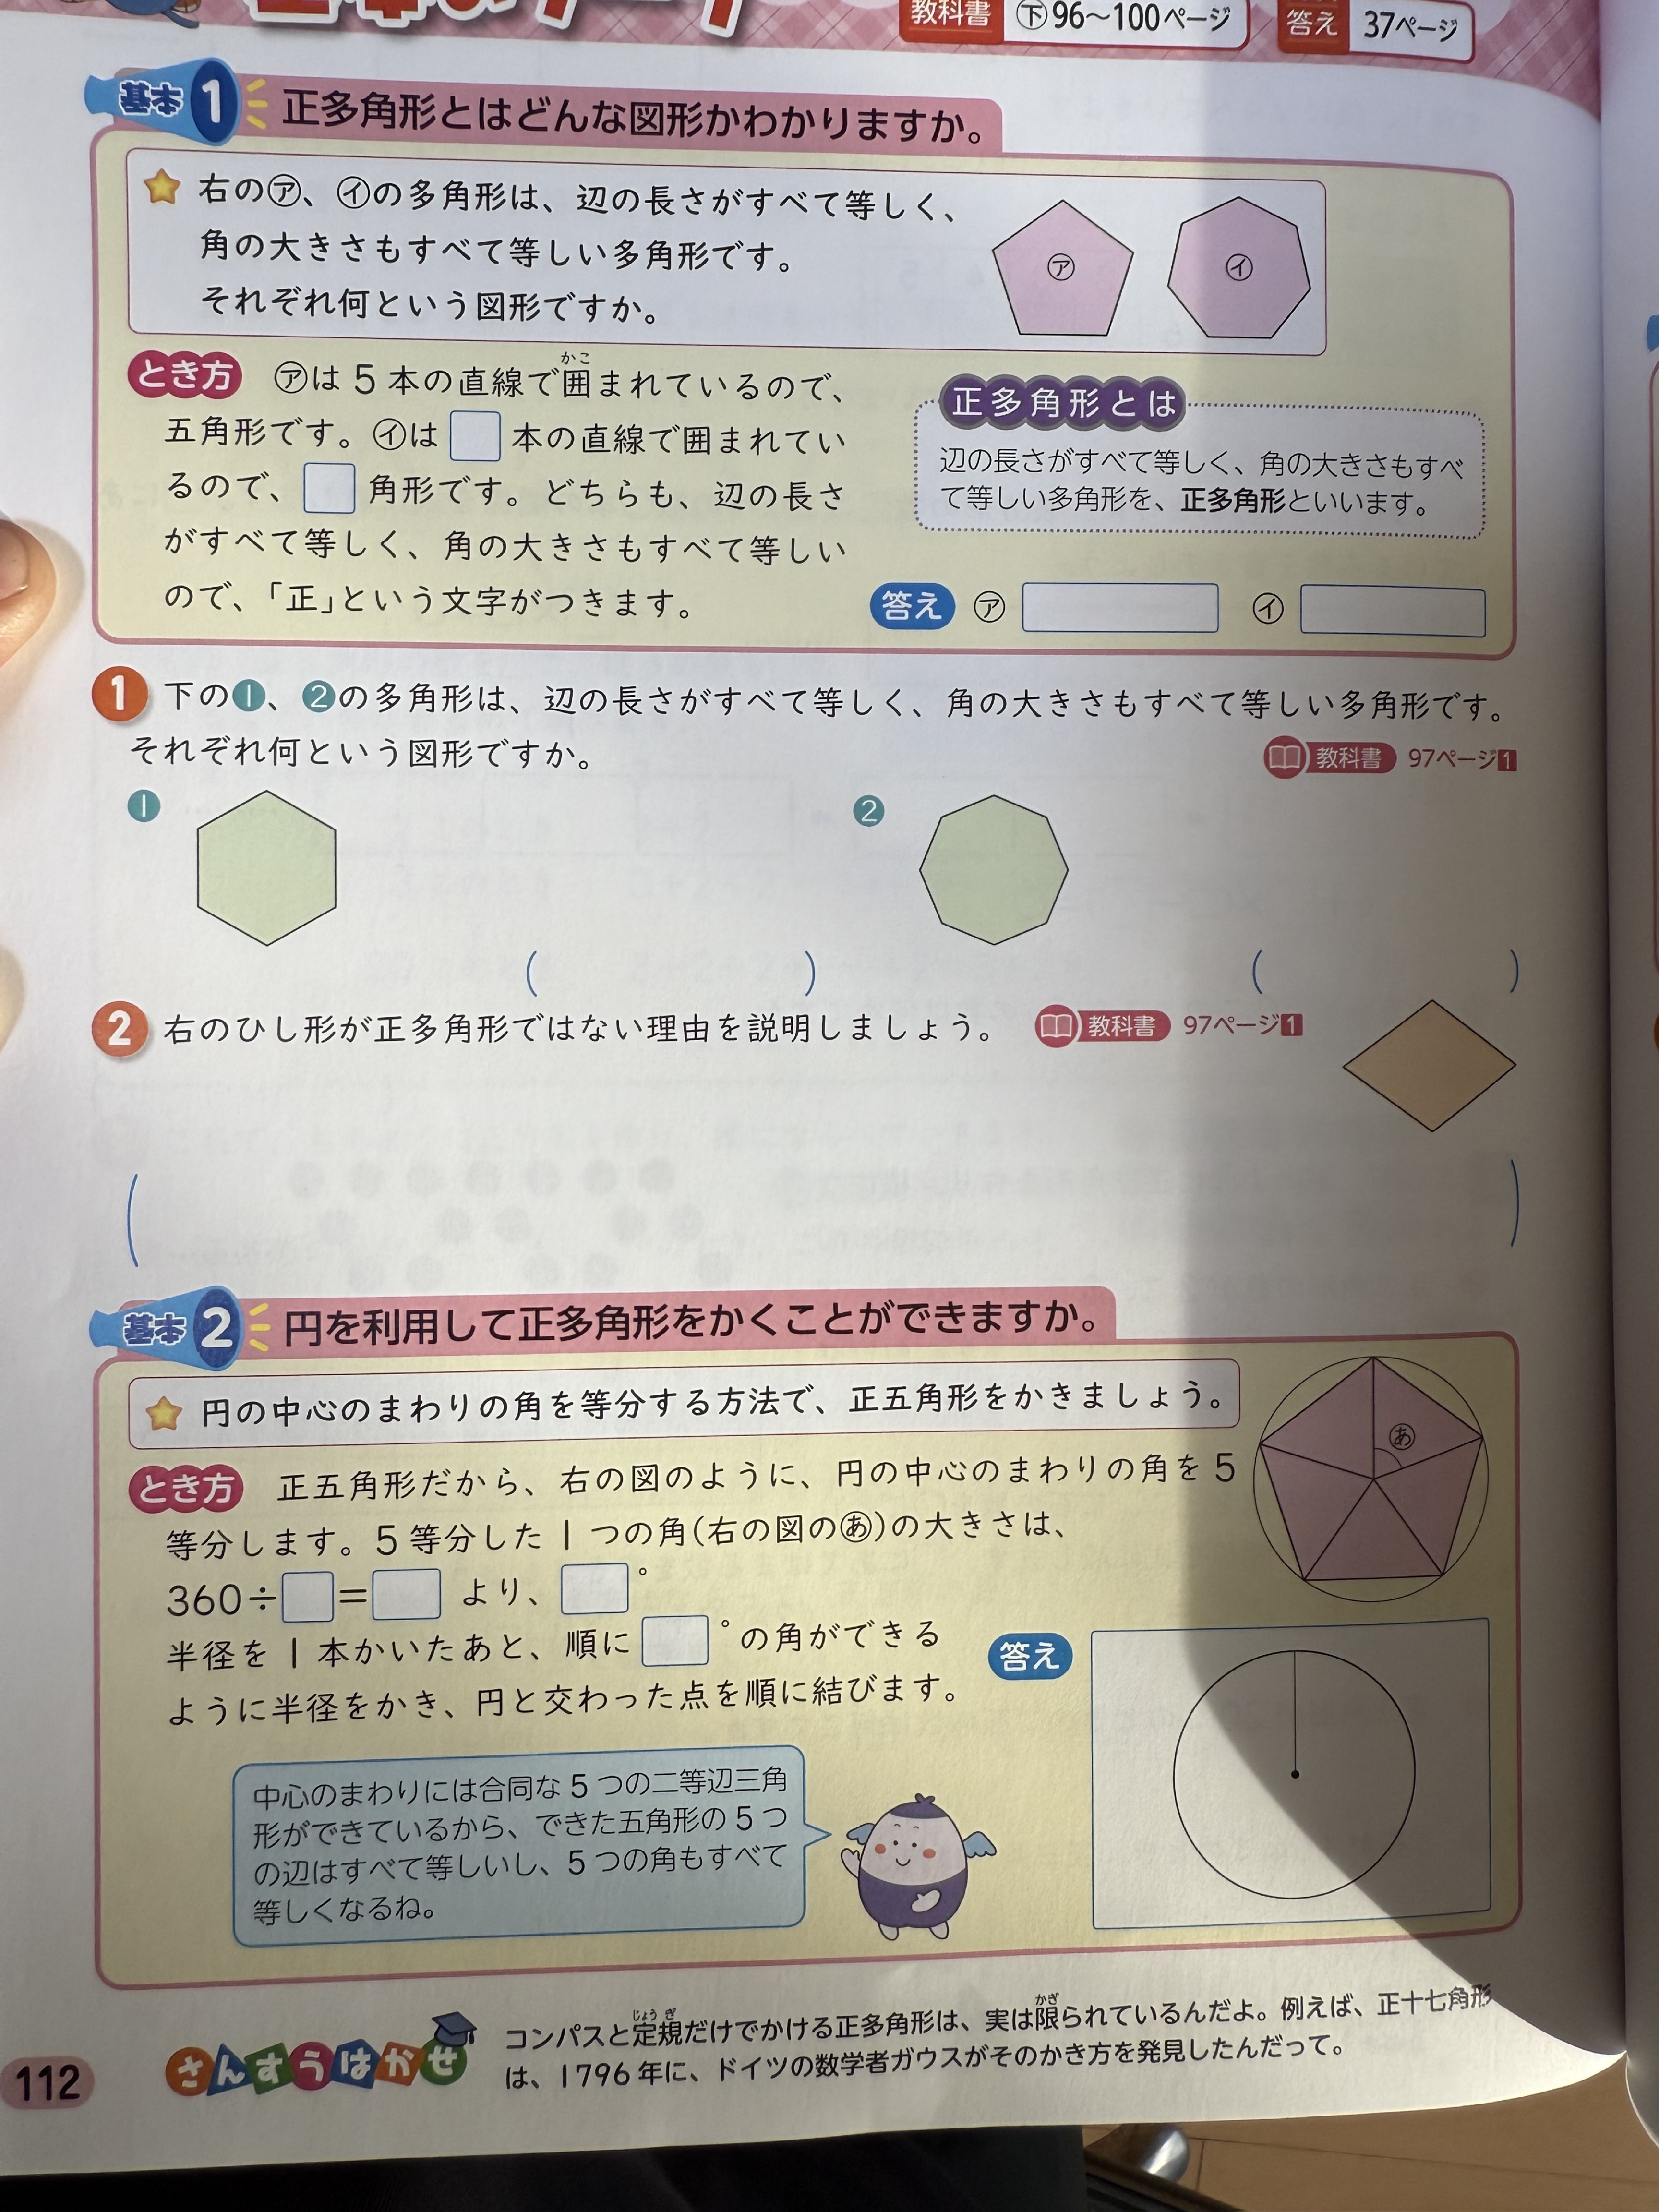 教科書 ㊦96〜100ページ 答え 37ページ
基本1 正多角形とはどんな図形かわかりますか。
右の㋐、㋑の多角形は、辺の長さがすべて等しく、
角の大きさもすべて等しい多角形です。
それぞれ何という図形ですか。
㋐
㋑
とき方 ㋐は5本の直線で囲まれているので、
かこ
五角形です。㋑は 本の直線で囲まれてい
るので、 角形です。どちらも、辺の長さ
がすべて等しく、角の大きさもすべて等しい
ので、「正」という文字がつきます。
正多角形とは
辺の長さがすべて等しく、角の大きさもすべ
て等しい多角形を、正多角形といいます。
答え ㋐ ㋑
1 下の❶、❷の多角形は、辺の長さがすべて等しく、角の大きさもすべて等しい多角形です。
それぞれ何という図形ですか。
教科書 97ページ1
❶
❷
( ) ( )
2 右のひし形が正多角形ではない理由を説明しましょう。 教科書 97ページ1
( )
基本2 円を利用して正多角形をかくことができますか。
円の中心のまわりの角を等分する方法で、正五角形をかきましょう。
あ
とき方 正五角形だから、右の図のように、円の中心のまわりの角を5
等分します。5等分した1つの角(右の図のあ)の大きさは、
360÷ = より、 °
半径を1本かいたあと、順に °の角ができる
ように半径をかき、円と交わった点を順に結びます。
答え
中心のまわりには合同な5つの二等辺三角
形ができているから、できた五角形の5つ
の辺はすべて等しいし、5つの角もすべて
等しくなるね。
さんすうはかせ
じょうぎ かぎ
コンパスと定規だけでかける正多角形は、実は限られているんだよ。例えば、正十七角形
は、1796年に、ドイツの数学者ガウスがそのかき方を発見したんだって。
112